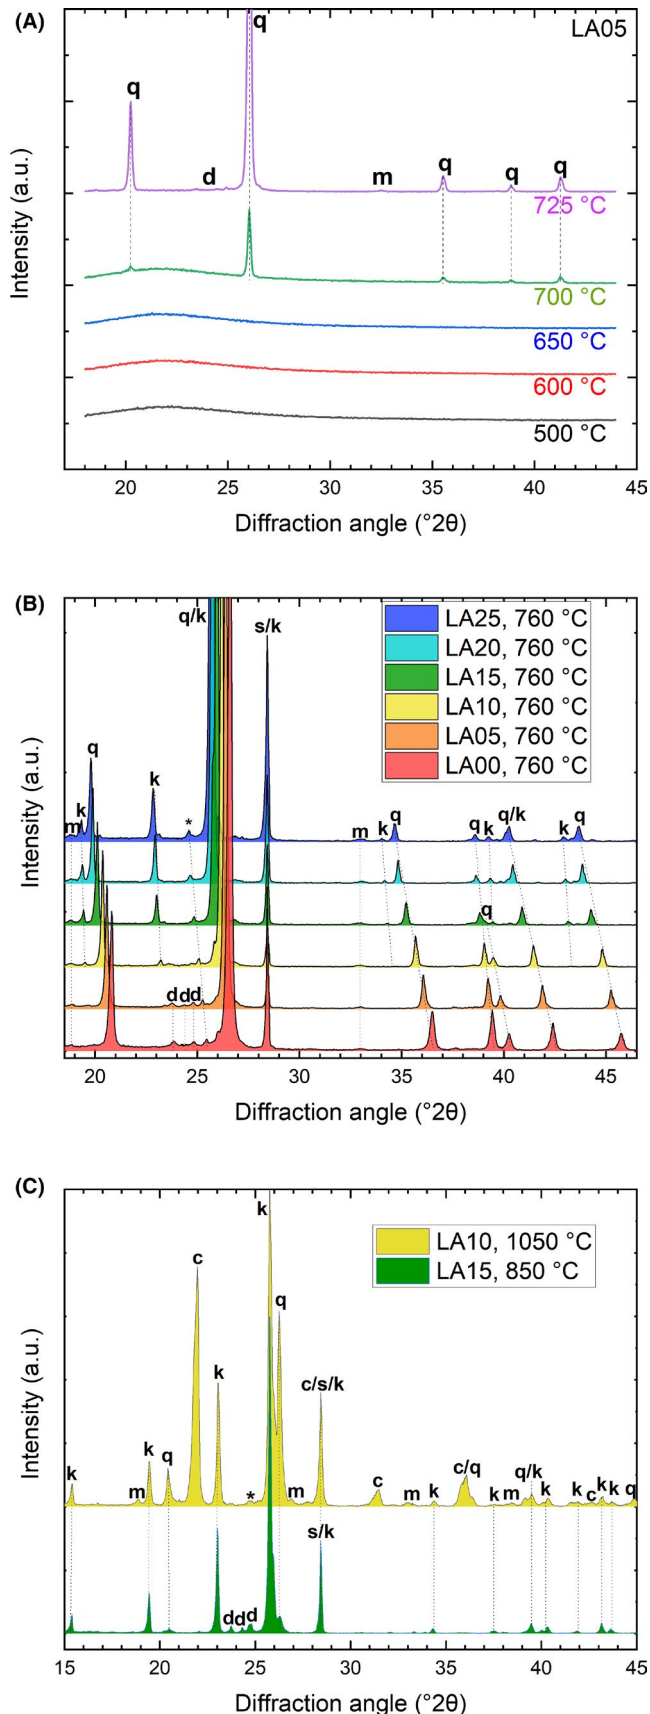 (A)
LA05
q
q
d
m
q
q
q
725 °C
700 °C
650 °C
600 °C
500 °C
Intensity (a.u.)
20
25
30
35
40
45
Diffraction angle (°2θ)
(B)
LA25, 760 °C
LA20, 760 °C
LA15, 760 °C
LA10, 760 °C
LA05, 760 °C
LA00, 760 °C
q/k
s/k
q
k
m
k
*
m
k
q
q
k
q/k
k
q
q
d
d
d
Intensity (a.u.)
20
25
30
35
40
45
Diffraction angle (°2θ)
(C)
LA10, 1050 °C
LA15, 850 °C
k
c
q
k
c/s/k
k
k
q
m
*
m
c
m
k
c/q
k
m
q/k
k
k
c
k
k
q
s/k
d
d
d
Intensity (a.u.)
15
20
25
30
35
40
45
Diffraction angle (°2θ)